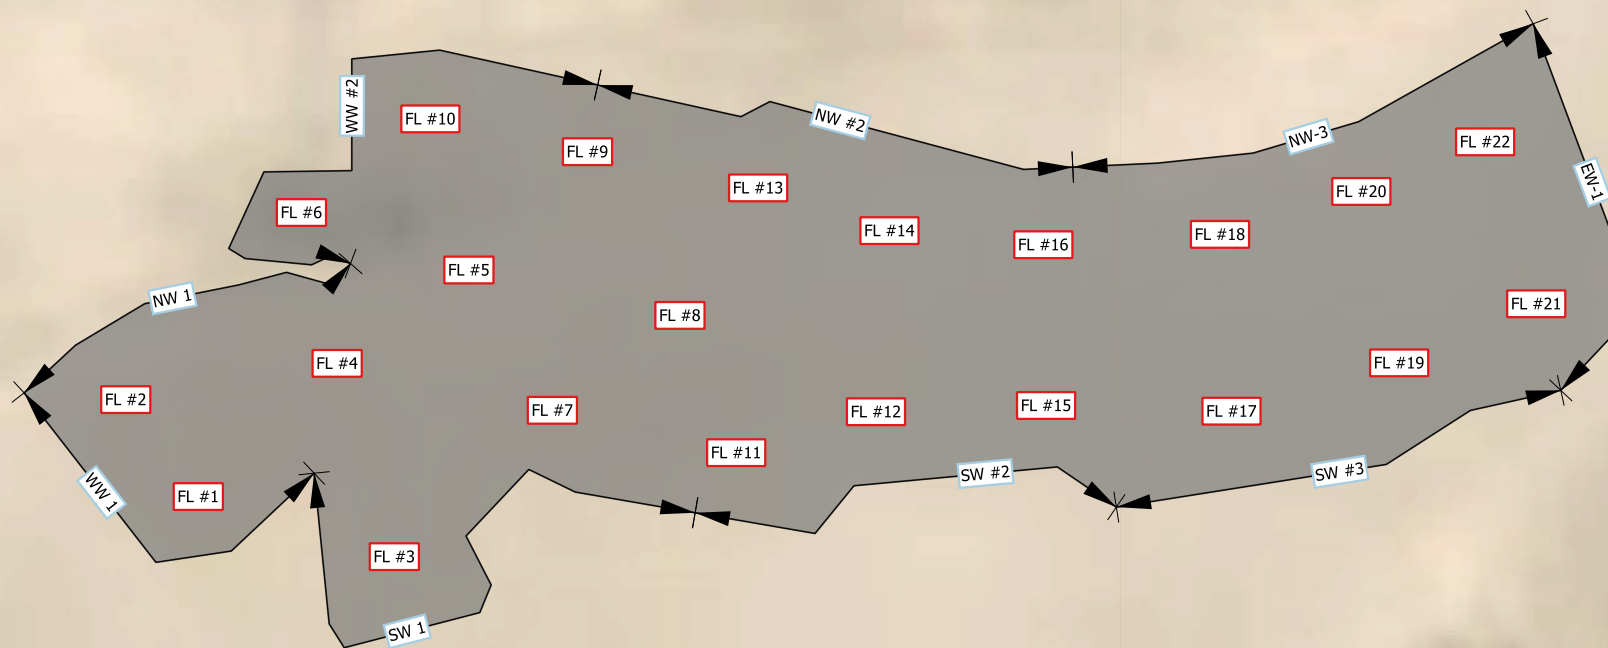 WW #2
FL #10
NW #2
NW-3
FL #22
FL #9
EW-1
FL #13
FL #20
FL #6
FL #14
FL #18
FL #16
FL #5
NW 1
FL #21
FL #8
FL #4
FL #19
FL #2
FL #7
FL #12
FL #15
FL #17
FL #11
SW #2
SW #3
WW 1
FL #1
FL #3
SW 1